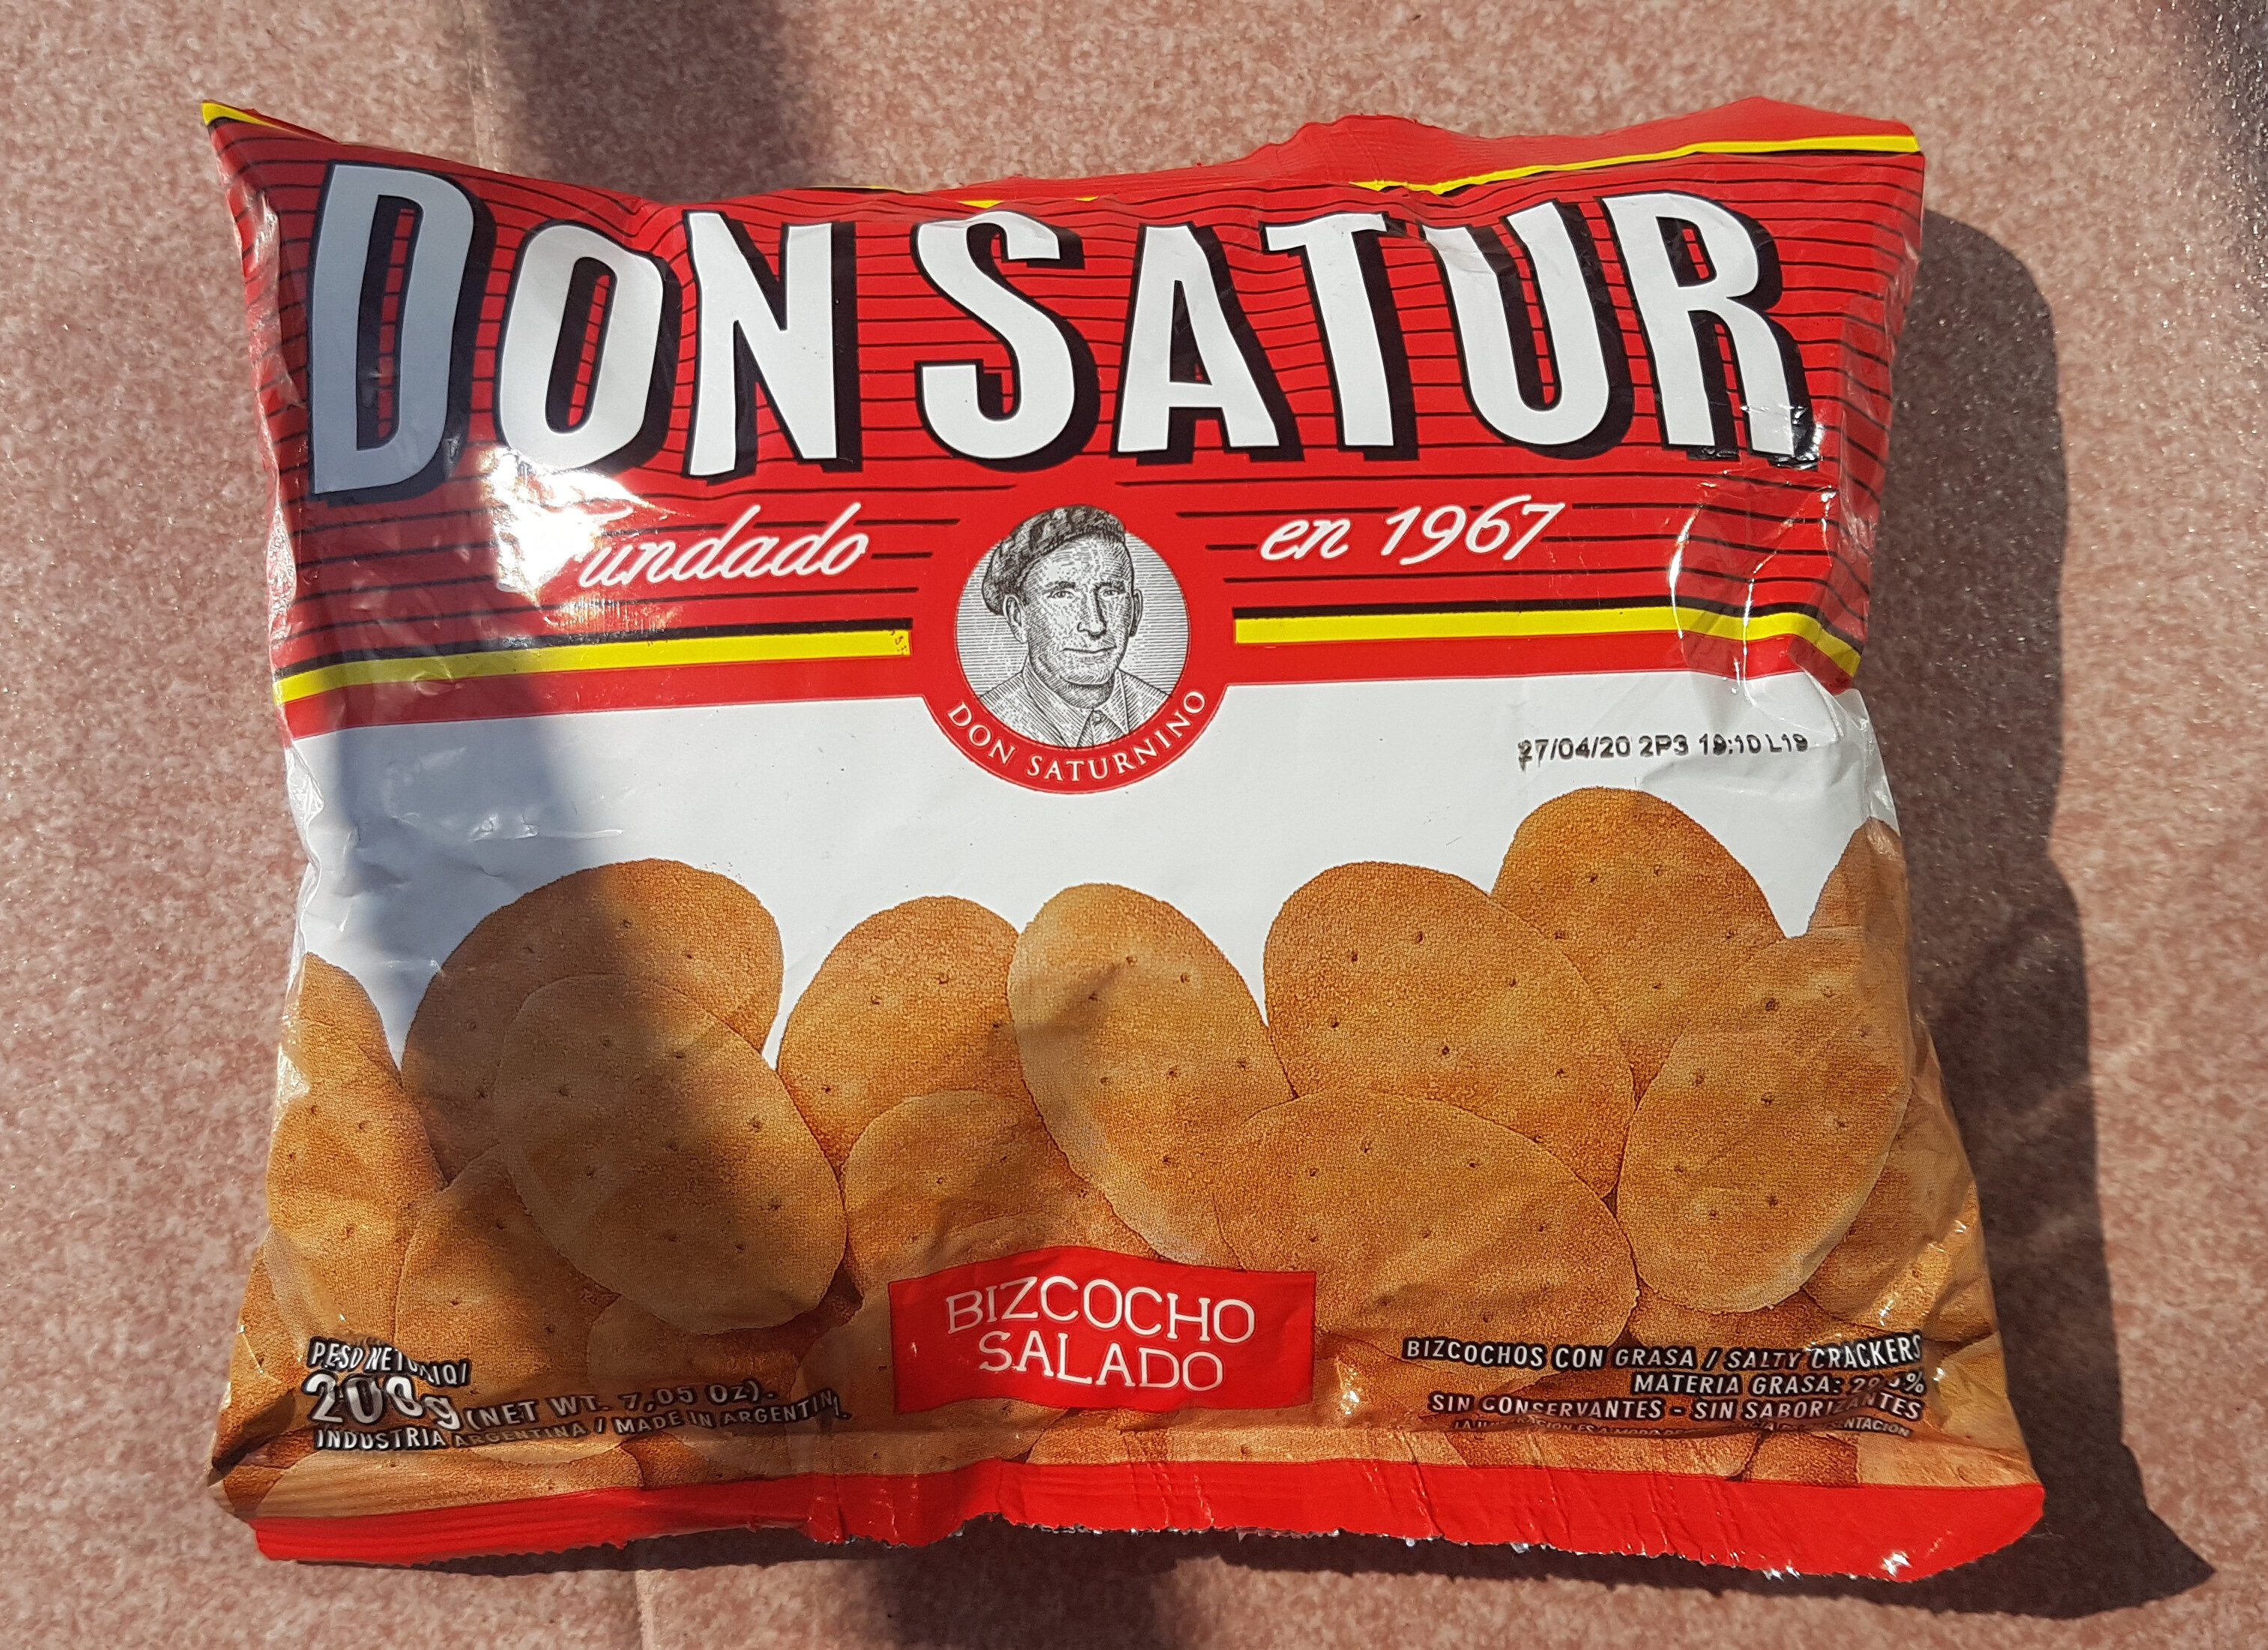 DON SATUR
Fundado en 1967
DON SATURNINO
27/04/20 2P3 19:10 L19
BIZCOCHO
SALADO
PESO NETO
200g (NET WT. 7,05 Oz).
INDUSTRIA ARGENTINA / MADE IN ARGENTINA.
BIZCOCHOS CON GRASA / SALTY CRACKERS
MATERIA GRASA:
SIN CONSERVANTES - SIN SABORIZANTES